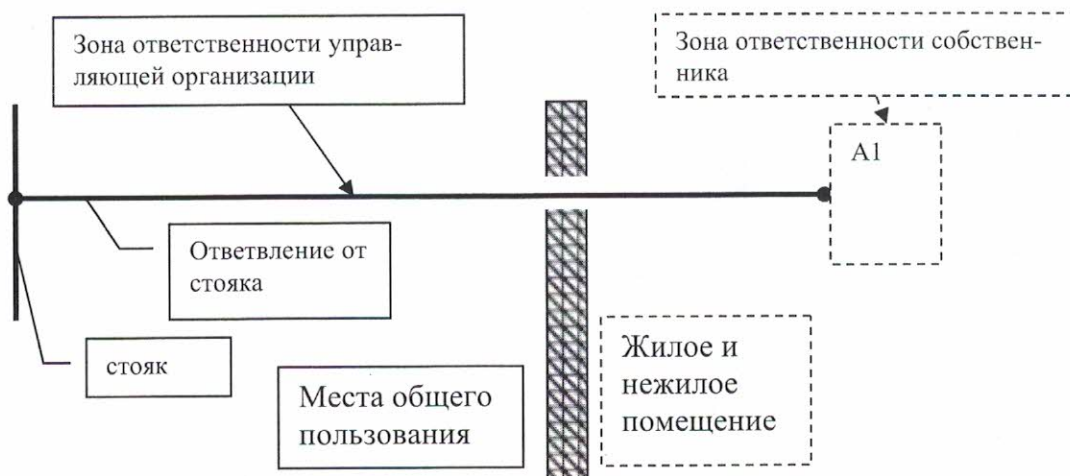 Зона ответственности управ-
ляющей организации
Зона ответственности собствен-
ника
А1
Ответвление от
стояка
стояк
Места общего
пользования
Жилое и
нежилое
помещение